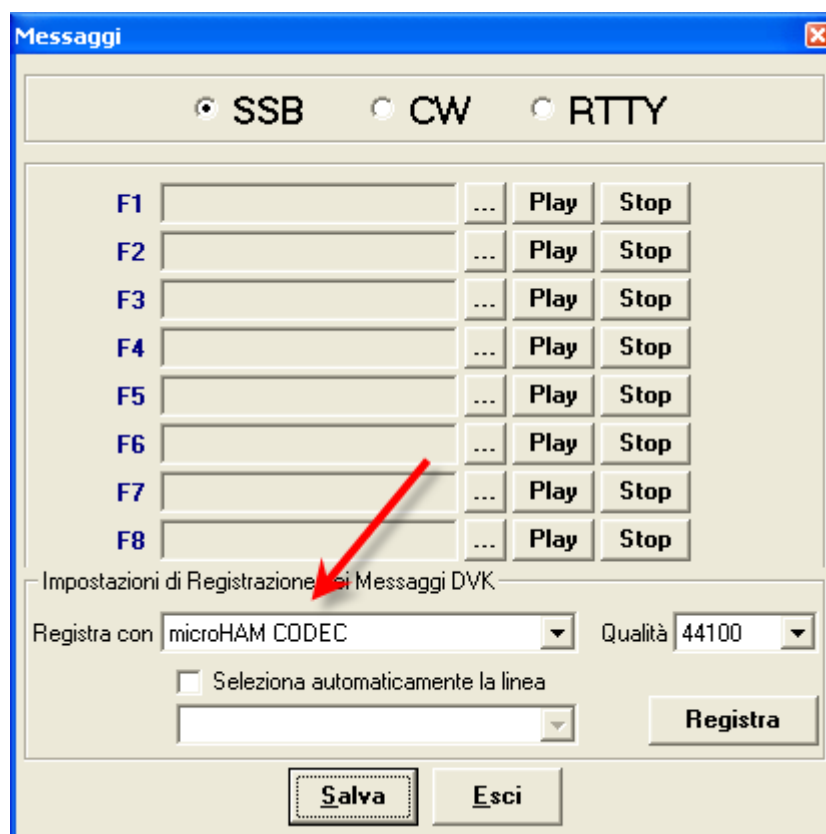 Messaggi
SSB CW RTTY
F1 ... Play Stop
F2 ... Play Stop
F3 ... Play Stop
F4 ... Play Stop
F5 ... Play Stop
F6 ... Play Stop
F7 ... Play Stop
F8 ... Play Stop
Impostazioni di Registrazione ei Messaggi DVK
Registra con microHAM CODEC Qualità 44100
Seleziona automaticamente la linea
Registra
Salva Esci